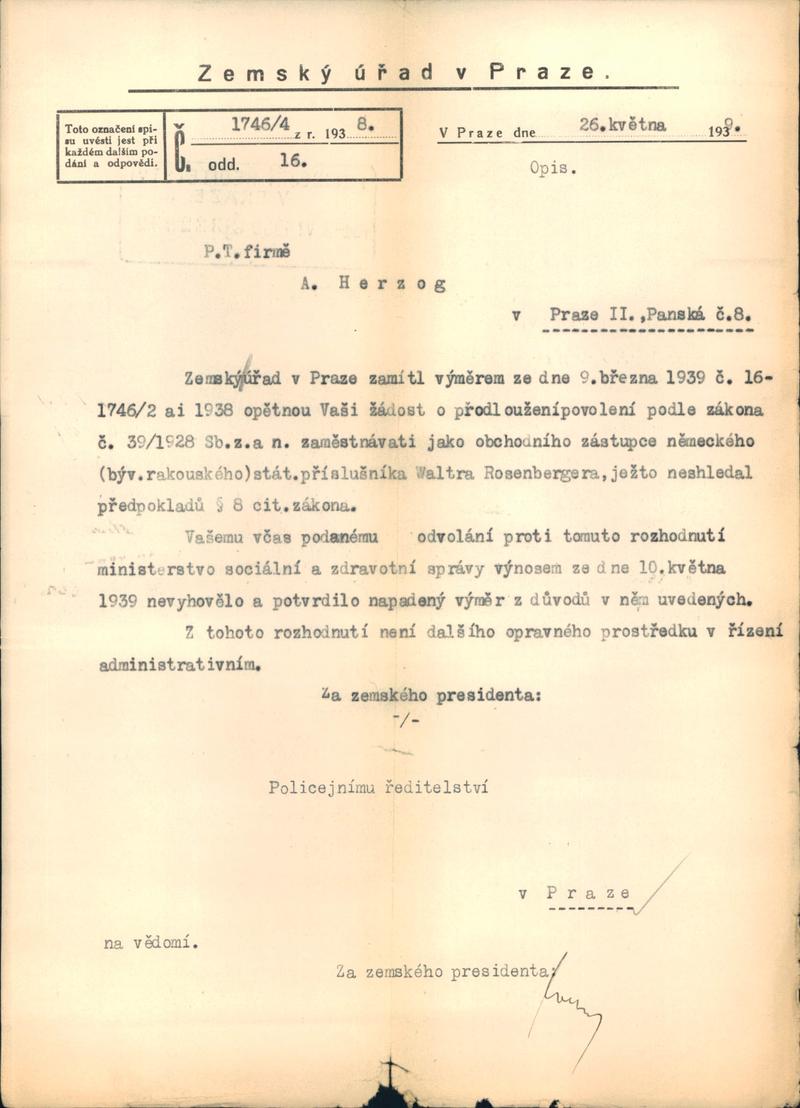 Zemský úřad v Praze.
Toto označení spi-
su uvésti jest při
každém dalším po-
dání a odpovědi.
Č. 1746/4 z r. 1938.
odd. 16.
V Praze dne 26.května 1939.
Opis.
P.T.firmě
A. Herzog
v Praze II.,Panská č.8.
Zemský úřad v Praze zamítl výměrem ze dne 9.března 1939 č. 16-
1746/2 ai 1938 opětnou Vaši žádost o prodlouženípovolení podle zákona
č. 39/1928 Sb.z.a n. zaměstnávati jako obchodního zástupce německého
(býv.rakouského)stát.příslušníka Waltra Rosenbergera,ježto neshledal
předpokladů § 8 cit.zákona.
Vašemu včas podanému odvolání proti tomuto rozhodnutí
ministerstvo sociální a zdravotní správy výnosem ze dne 10.května
1939 nevyhovělo a potvrdilo napadený výměr z důvodů v něm uvedených.
Z tohoto rozhodnutí není dalšího opravného prostředku v řízení
administrativním.
Za zemského presidenta:
-/-
Policejnímu ředitelství
v Praze
na vědomí.
Za zemského presidenta: